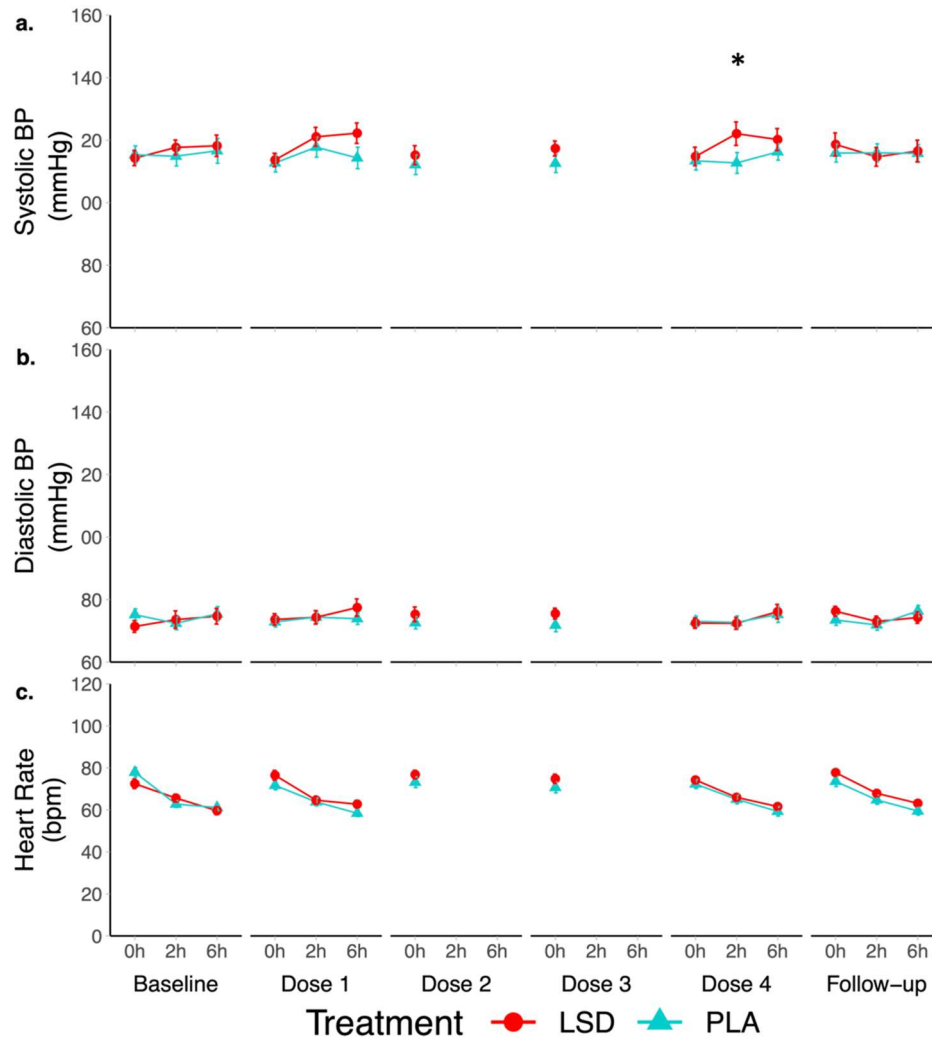 a.
160
140
20
00
80
60
Systolic BP
(mmHg)
*
b.
160
140
20
00
80
60
Diastolic BP
(mmHg)
c.
120
100
80
60
40
20
0
Heart Rate
(bpm)
0h 2h 6h 0h 2h 6h 0h 2h 6h 0h 2h 6h 0h 2h 6h 0h 2h 6h
Baseline Dose 1 Dose 2 Dose 3 Dose 4 Follow-up
Treatment LSD PLA